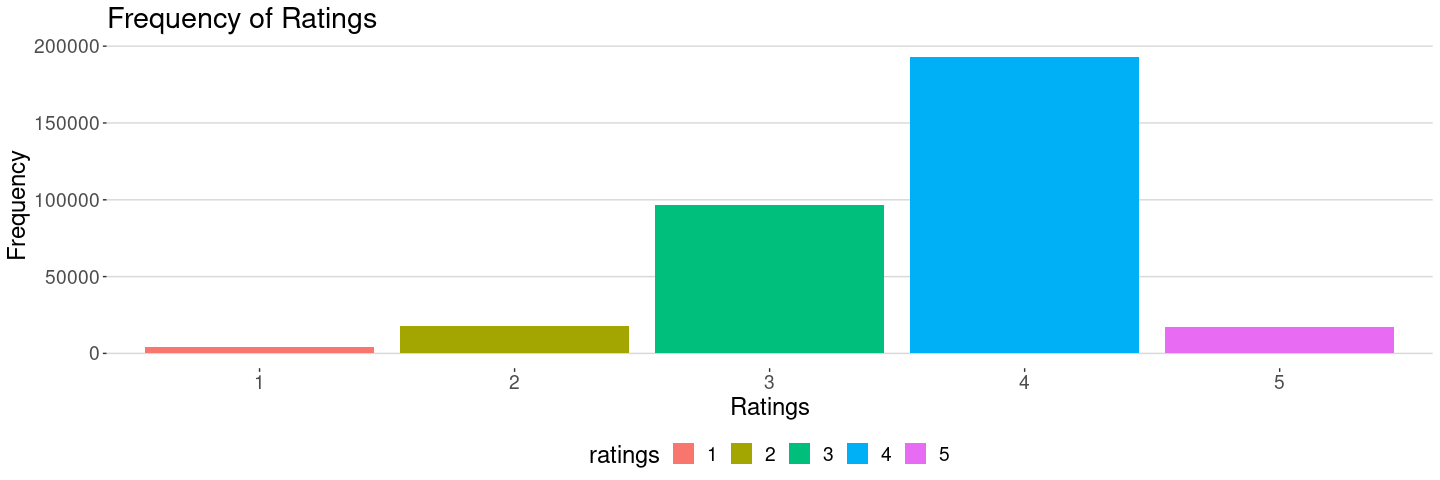 Frequency of Ratings
Frequency
200000
150000
100000
50000
0
1 2 3 4 5
Ratings
ratings 1 2 3 4 5